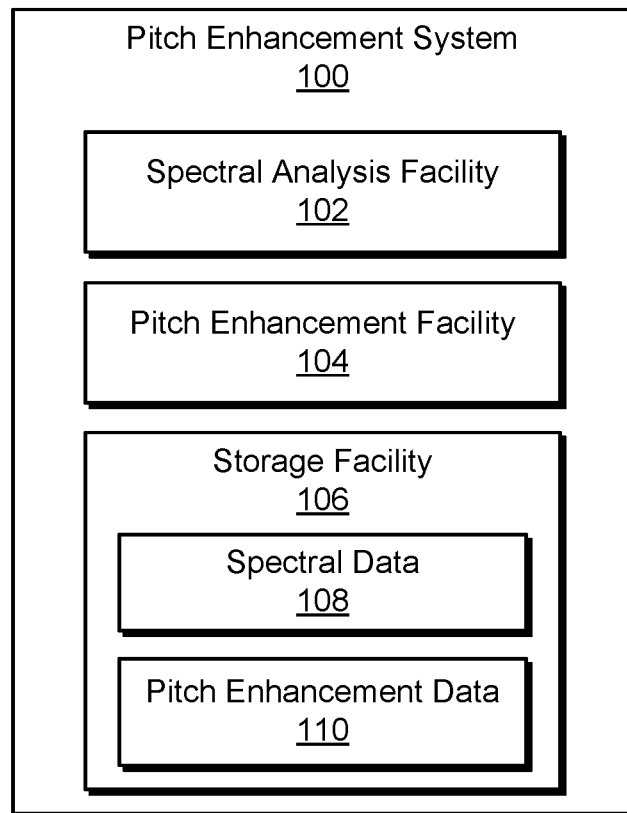 Pitch Enhancement System
100
Spectral Analysis Facility
102
Pitch Enhancement Facility
104
Storage Facility
106
Spectral Data
108
Pitch Enhancement Data
110